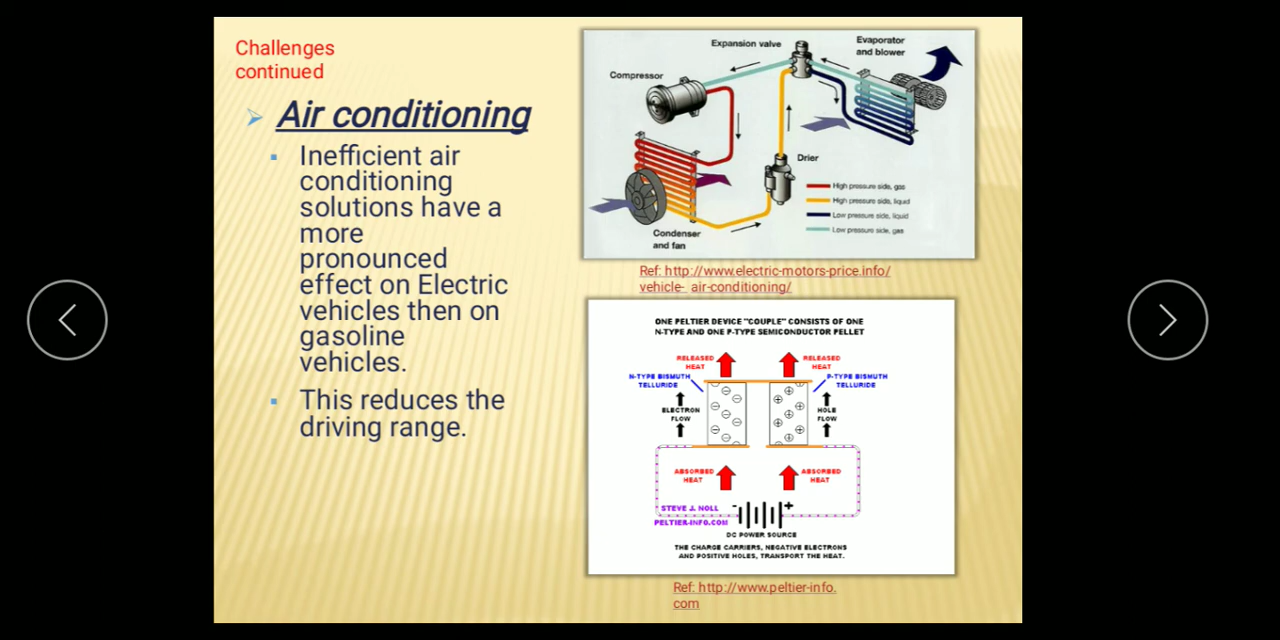 Challenges
continued
Air conditioning
Inefficient air
conditioning
solutions have a
more
pronounced
effect on Electric
vehicles then on
gasoline
vehicles.
This reduces the
driving range.
Expansion valve
Evaporator
and blower
Compressor
Drier
High pressure side, gas
High pressure side, liquid
Low pressure side, liquid
Low pressure side, gas
Condenser
and fan
Ref: http://www.electric-motors-price.info/
vehicle- air-conditioning/
ONE PELTIER DEVICE "COUPLE" CONSISTS OF ONE
N-TYPE AND ONE P-TYPE SEMICONDUCTOR PELLET
RELEASED
HEAT
RELEASED
HEAT
N-TYPE BISMUTH
TELLURIDE
P-TYPE BISMUTH
TELLURIDE
ELECTRON
FLOW
HOLE
FLOW
ABSORBED
HEAT
ABSORBED
HEAT
STEVE J. NOLL
PELTIER-INFO.COM
- +
DC POWER SOURCE
THE CHARGE CARRIERS, NEGATIVE ELECTRONS
AND POSITIVE HOLES, TRANSPORT THE HEAT.
Ref: http://www.peltier-info.
com